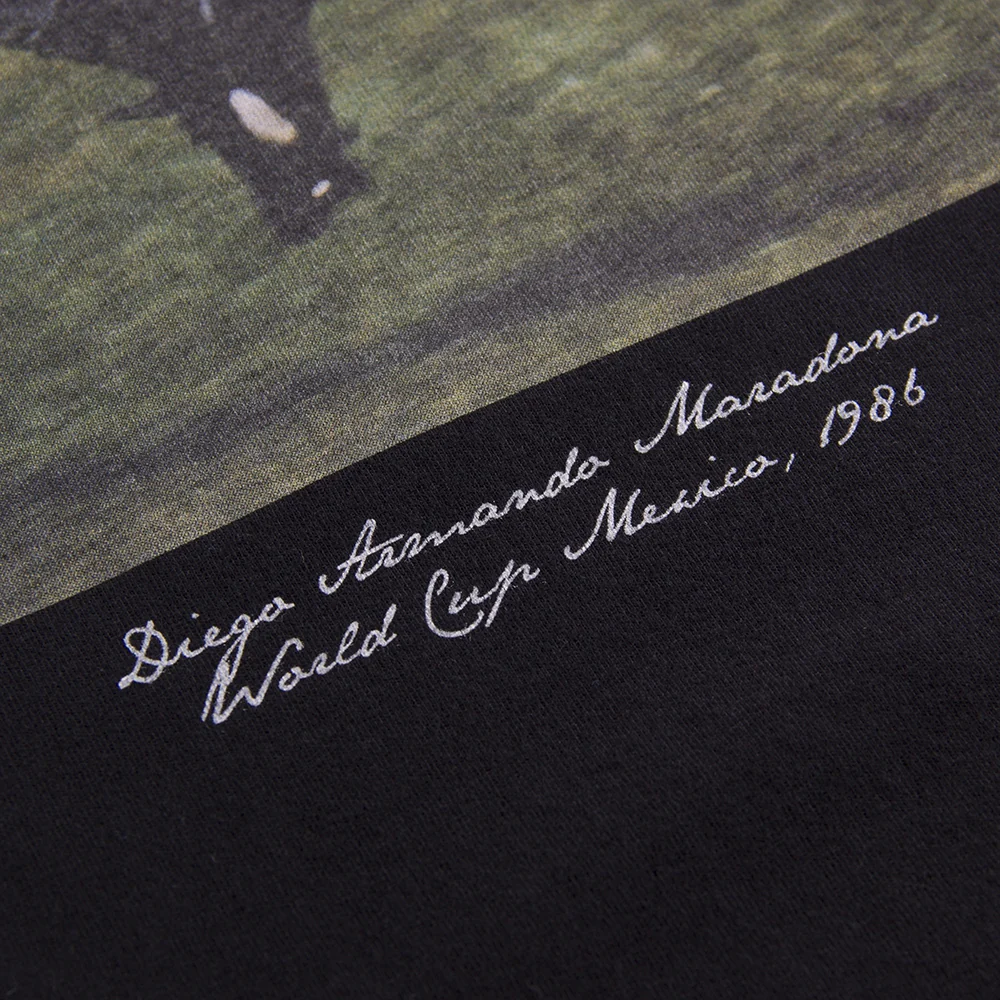 Diego Armando Maradona
World Cup Mexico, 1986